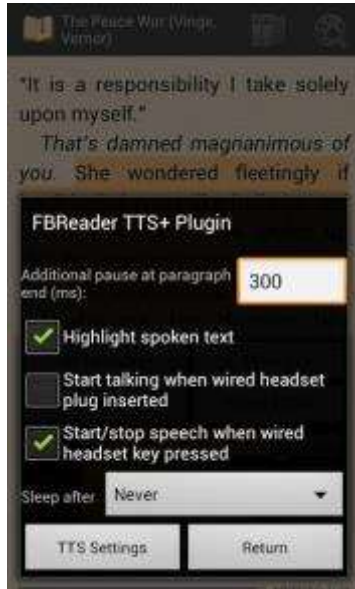 The Peace War (Vinge,
Vernor)
"It is a responsibility I take solely
upon myself."
That's damned magnanimous of
you. She wondered fleetingly if
FBReader TTS+ Plugin
Additional pause at paragraph
end (ms):
300
Highlight spoken text
Start talking when wired headset
plug inserted
Start/stop speech when wired
headset key pressed
Sleep after
Never
TTS Settings
Return